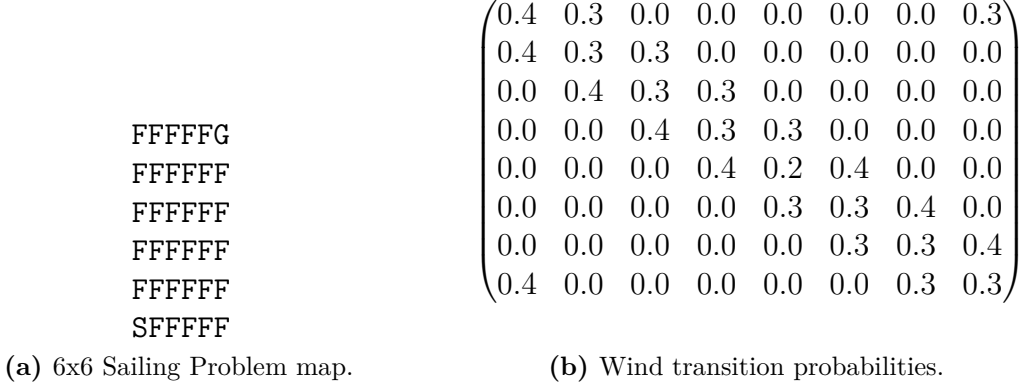 FFFFFG
FFFFFF
FFFFFF
FFFFFF
FFFFFF
SFFFFF
(a) 6x6 Sailing Problem map.
0.4 0.3 0.0 0.0 0.0 0.0 0.0 0.3
0.4 0.3 0.3 0.0 0.0 0.0 0.0 0.0
0.0 0.4 0.3 0.3 0.0 0.0 0.0 0.0
0.0 0.0 0.4 0.3 0.3 0.0 0.0 0.0
0.0 0.0 0.0 0.4 0.2 0.4 0.0 0.0
0.0 0.0 0.0 0.0 0.3 0.3 0.4 0.0
0.0 0.0 0.0 0.0 0.0 0.3 0.3 0.4
0.4 0.0 0.0 0.0 0.0 0.0 0.3 0.3
(b) Wind transition probabilities.